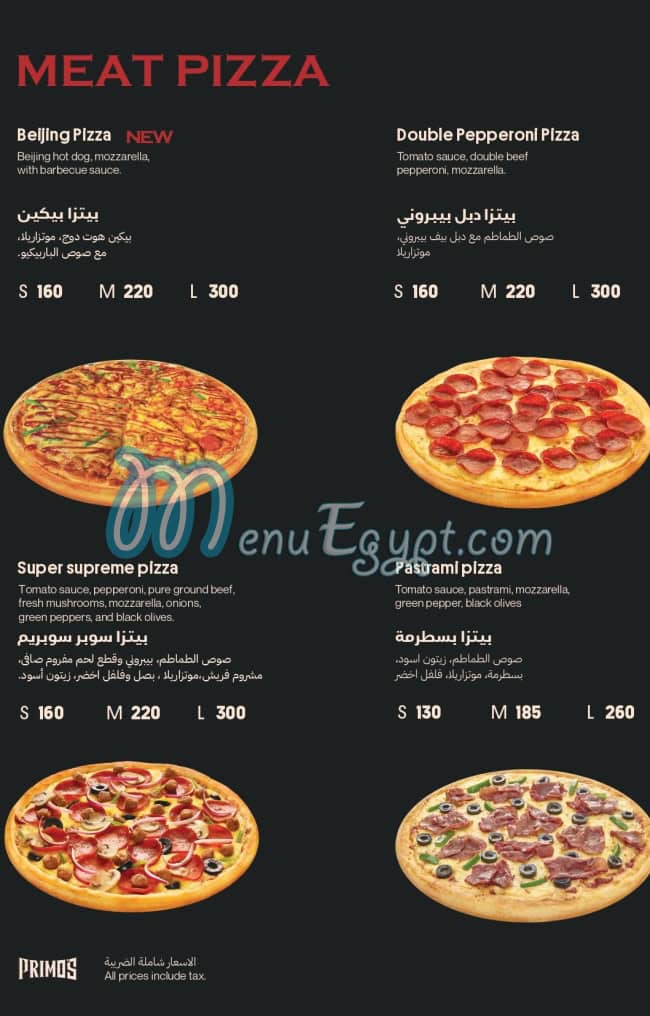 MEAT PIZZA
Beijing Pizza NEW
Beijing hot dog, mozzarella,
with barbecue sauce.
بيتزا بيكين
بيكين هوت دوج، موتزاريلا،
مع صوص الباربيكيو.
S 160 M 220 L 300
Double Pepperoni Pizza
Tomato sauce, double beef
pepperoni, mozzarella.
بيتزا دبل بيبروني
صوص الطماطم مع دبل بيف بيبروني،
موتزاريلا
S 160 M 220 L 300
MenuEgypt.com
Super supreme pizza
Tomato sauce, pepperoni, pure ground beef,
fresh mushrooms, mozzarella, onions,
green peppers, and black olives.
بيتزا سوبر سوبريم
صوص الطماطم، بيبروني وقطع لحم مفروم صافى،
مشروم فريش،موتزاريلا ، بصل وفلفل اخضر، زيتون أسود.
S 160 M 220 L 300
Pastrami pizza
Tomato sauce, pastrami, mozzarella,
green pepper, black olives
بيتزا بسطرمة
صوص الطماطم، زيتون اسود،
بسطرمة، موتزاريلا، فلفل اخضر
S 130 M 185 L 260
PRIMO'S
الاسعار شاملة الضريبة
All prices include tax.